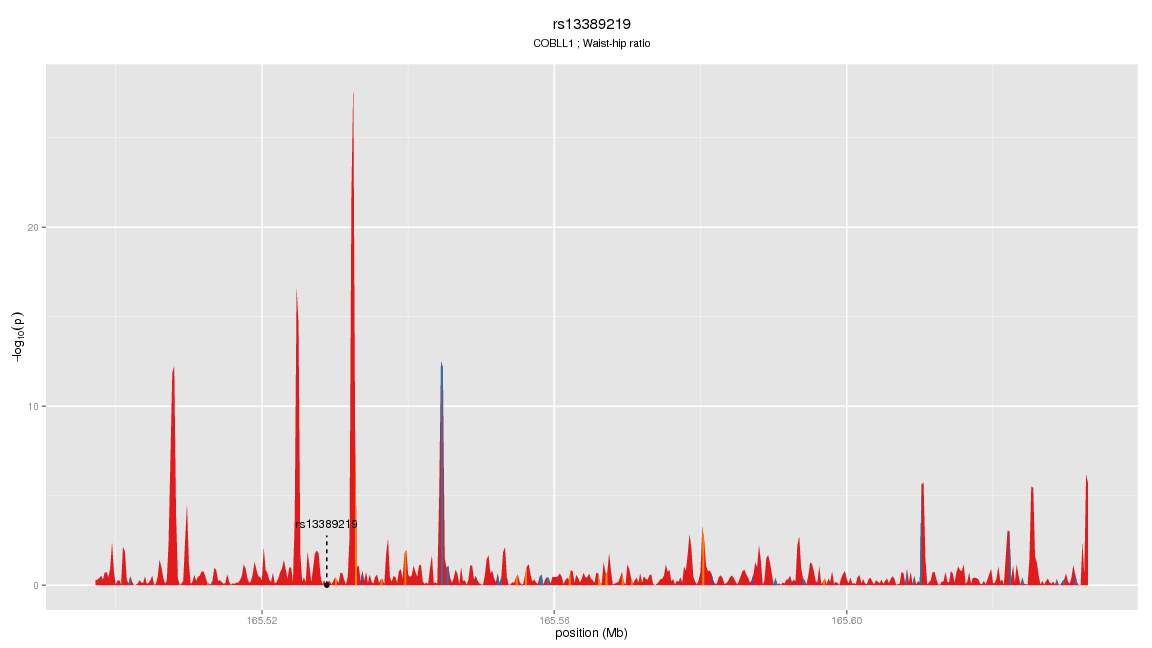 rs13389219
COBLL1 ; Waist-hip ratio
−log10(p)
20
10
0
rs13389219
165.52
165.56
165.60
position (Mb)